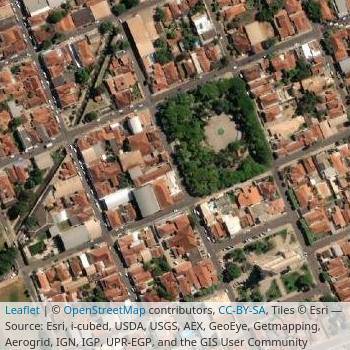 Leaflet | © OpenStreetMap contributors, CC-BY-SA, Tiles © Esri —
Source: Esri, i-cubed, USDA, USGS, AEX, GeoEye, Getmapping,
Aerogrid, IGN, IGP, UPR-EGP, and the GIS User Community